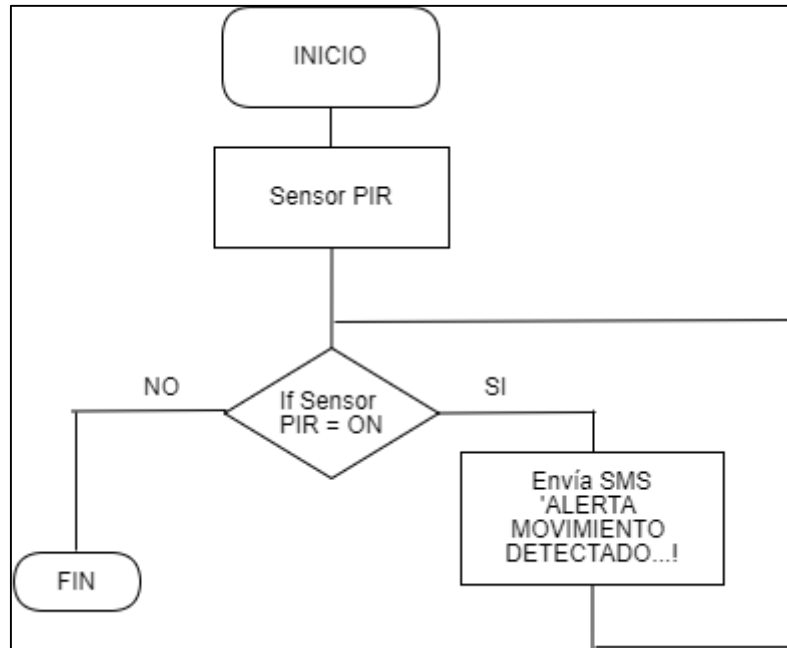 INICIO
Sensor PIR
NO
SI
If Sensor
PIR = ON
Envía SMS
'ALERTA
MOVIMIENTO
DETECTADO...!
FIN